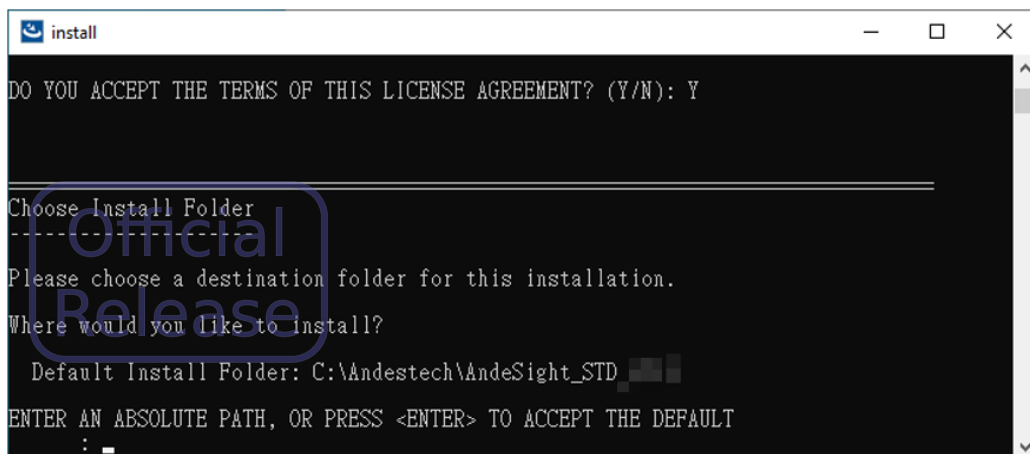 install
DO YOU ACCEPT THE TERMS OF THIS LICENSE AGREEMENT? (Y/N): Y
Choose Install Folder
Official
Please choose a destination folder for this installation.
Release
Where would you like to install?
Default Install Folder: C:\Andestech\AndeSight_STD
ENTER AN ABSOLUTE PATH, OR PRESS <ENTER> TO ACCEPT THE DEFAULT
: